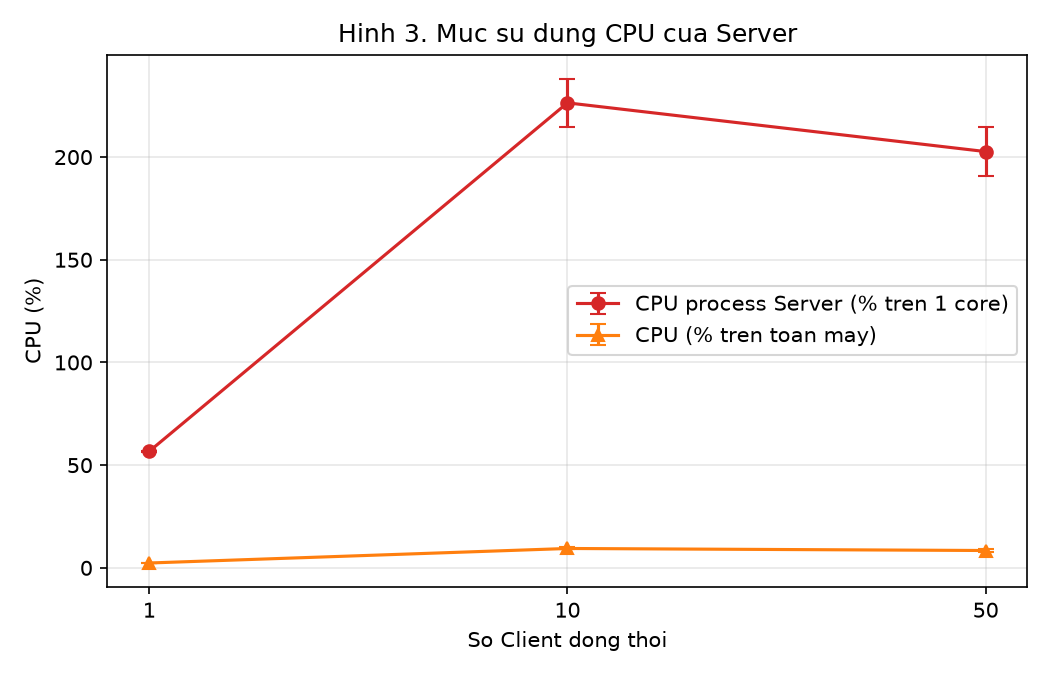 Hinh 3. Muc su dung CPU cua Server
CPU (%)
200
150
100
50
0
CPU process Server (% tren 1 core)
CPU (% tren toan may)
1
10
50
So Client dong thoi